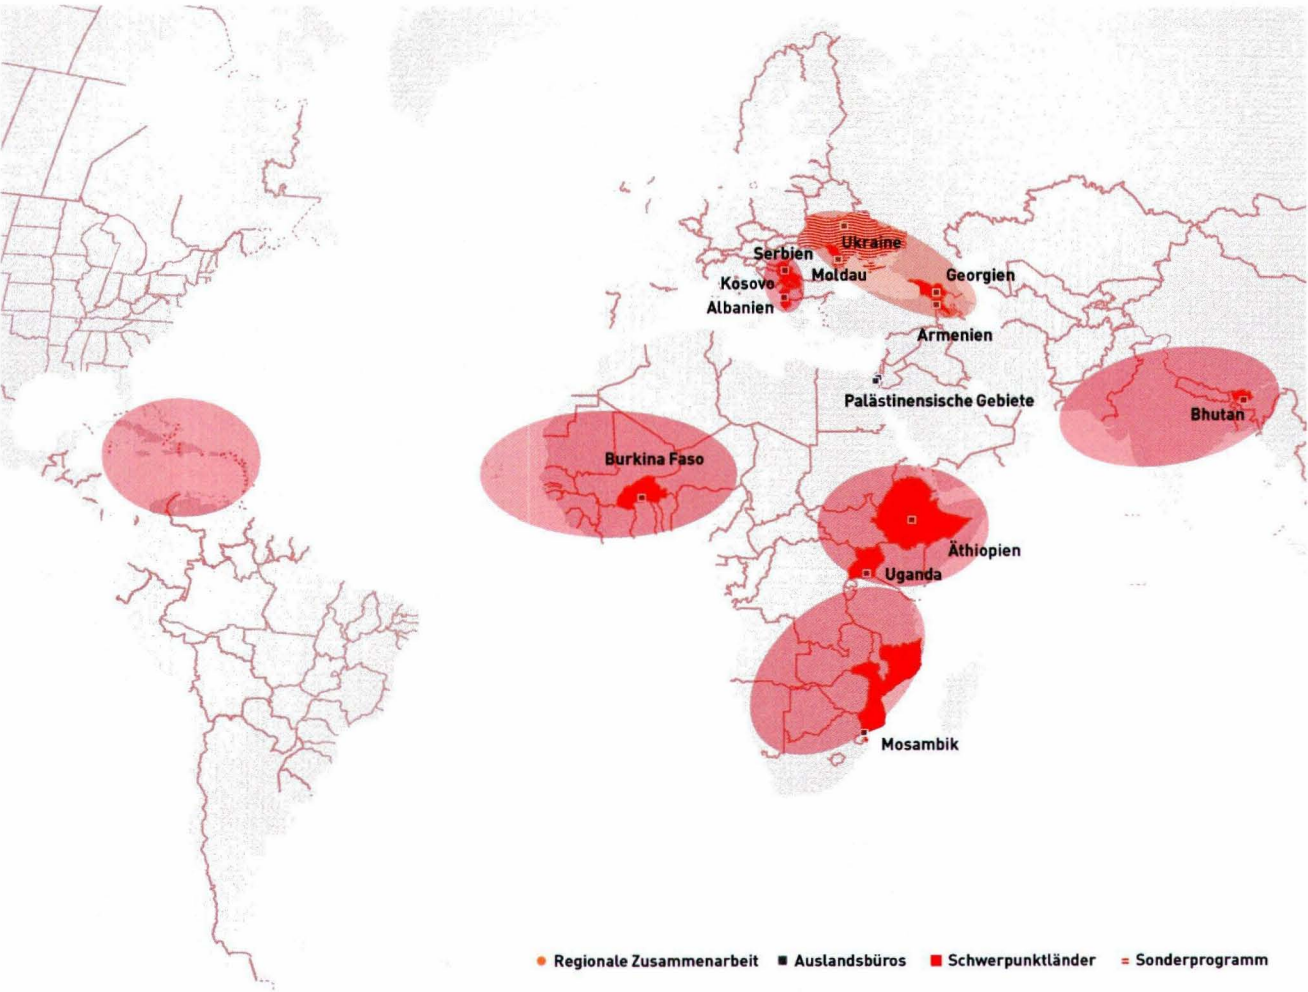 Ukraine
Serbien
Moldau
Georgien
Kosovo
Albanien
Armenien
Palästinensische Gebiete
Bhutan
Burkina Faso
Äthiopien
Uganda
Mosambik
Regionale Zusammenarbeit
Auslandsbüros
Schwerpunktländer
Sonderprogramm